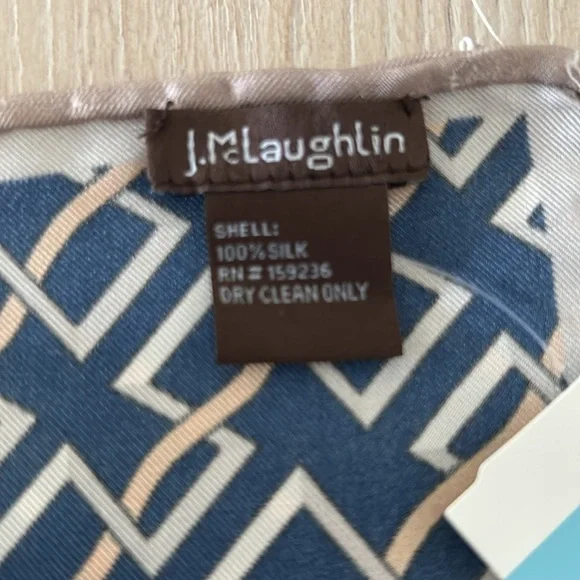 J.McLaughlin
SHELL:
100% SILK
RN# 159236
DRY CLEAN ONLY